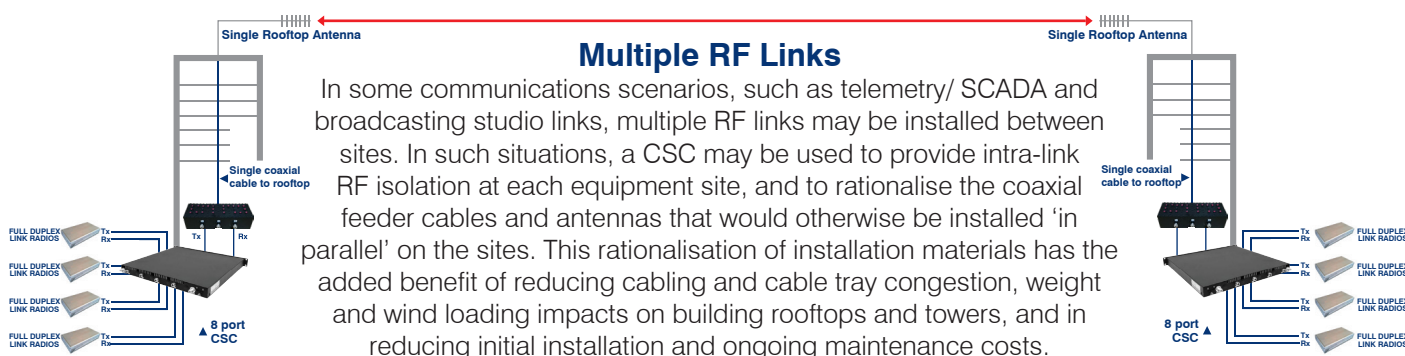 Single Rooftop Antenna
Single Rooftop Antenna
Multiple RF Links
In some communications scenarios, such as telemetry/ SCADA and
broadcasting studio links, multiple RF links may be installed between
sites. In such situations, a CSC may be used to provide intra-link
RF isolation at each equipment site, and to rationalise the coaxial
feeder cables and antennas that would otherwise be installed ‘in
parallel’ on the sites. This rationalisation of installation materials has the
added benefit of reducing cabling and cable tray congestion, weight
and wind loading impacts on building rooftops and towers, and in
reducing initial installation and ongoing maintenance costs.
Single coaxial
cable to rooftop
Tx
Rx
FULL DUPLEX
LINK RADIOS
Tx
Rx
FULL DUPLEX
LINK RADIOS
Tx
Rx
FULL DUPLEX
LINK RADIOS
Tx
Rx
FULL DUPLEX
LINK RADIOS
Tx
Rx
8 port
CSC
Single coaxial
cable to rooftop
Tx
Rx
FULL DUPLEX
LINK RADIOS
Tx
Rx
FULL DUPLEX
LINK RADIOS
Tx
Rx
FULL DUPLEX
LINK RADIOS
Tx
Rx
FULL DUPLEX
LINK RADIOS
8 port
CSC